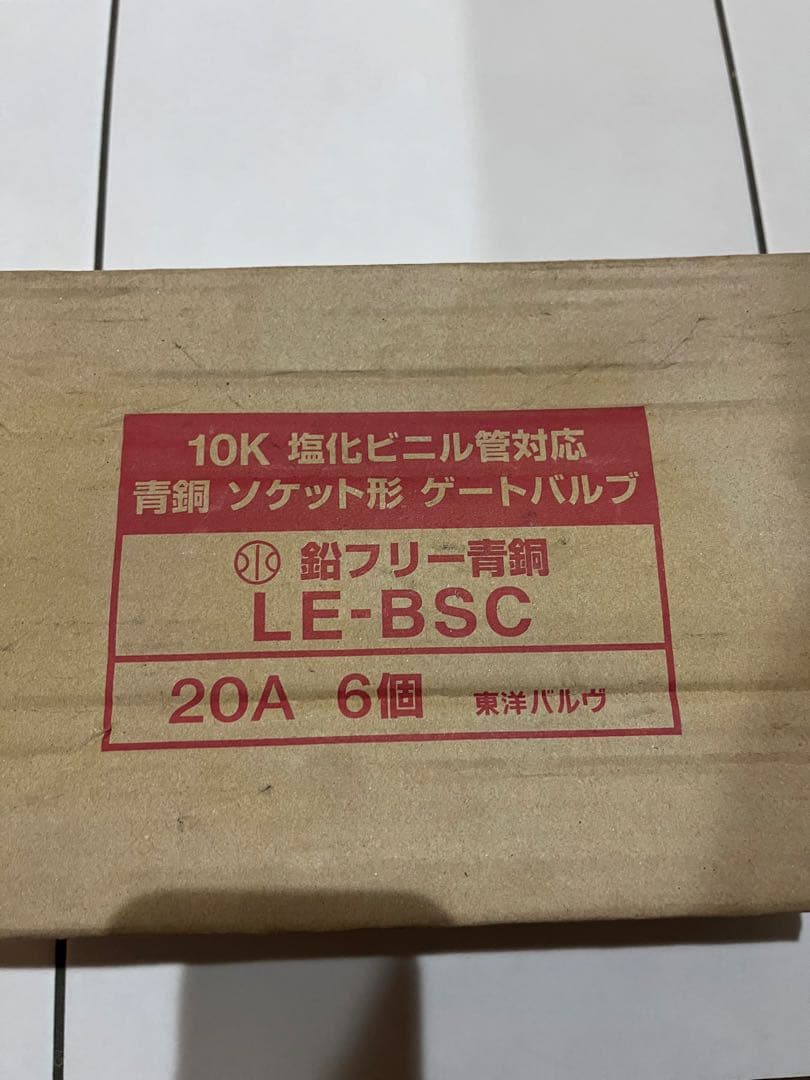 10K 塩化ビニル管対応
青銅 ソケット形 ゲートバルブ
鉛フリー青銅
LE-BSC
20A 6個 東洋バルヴ